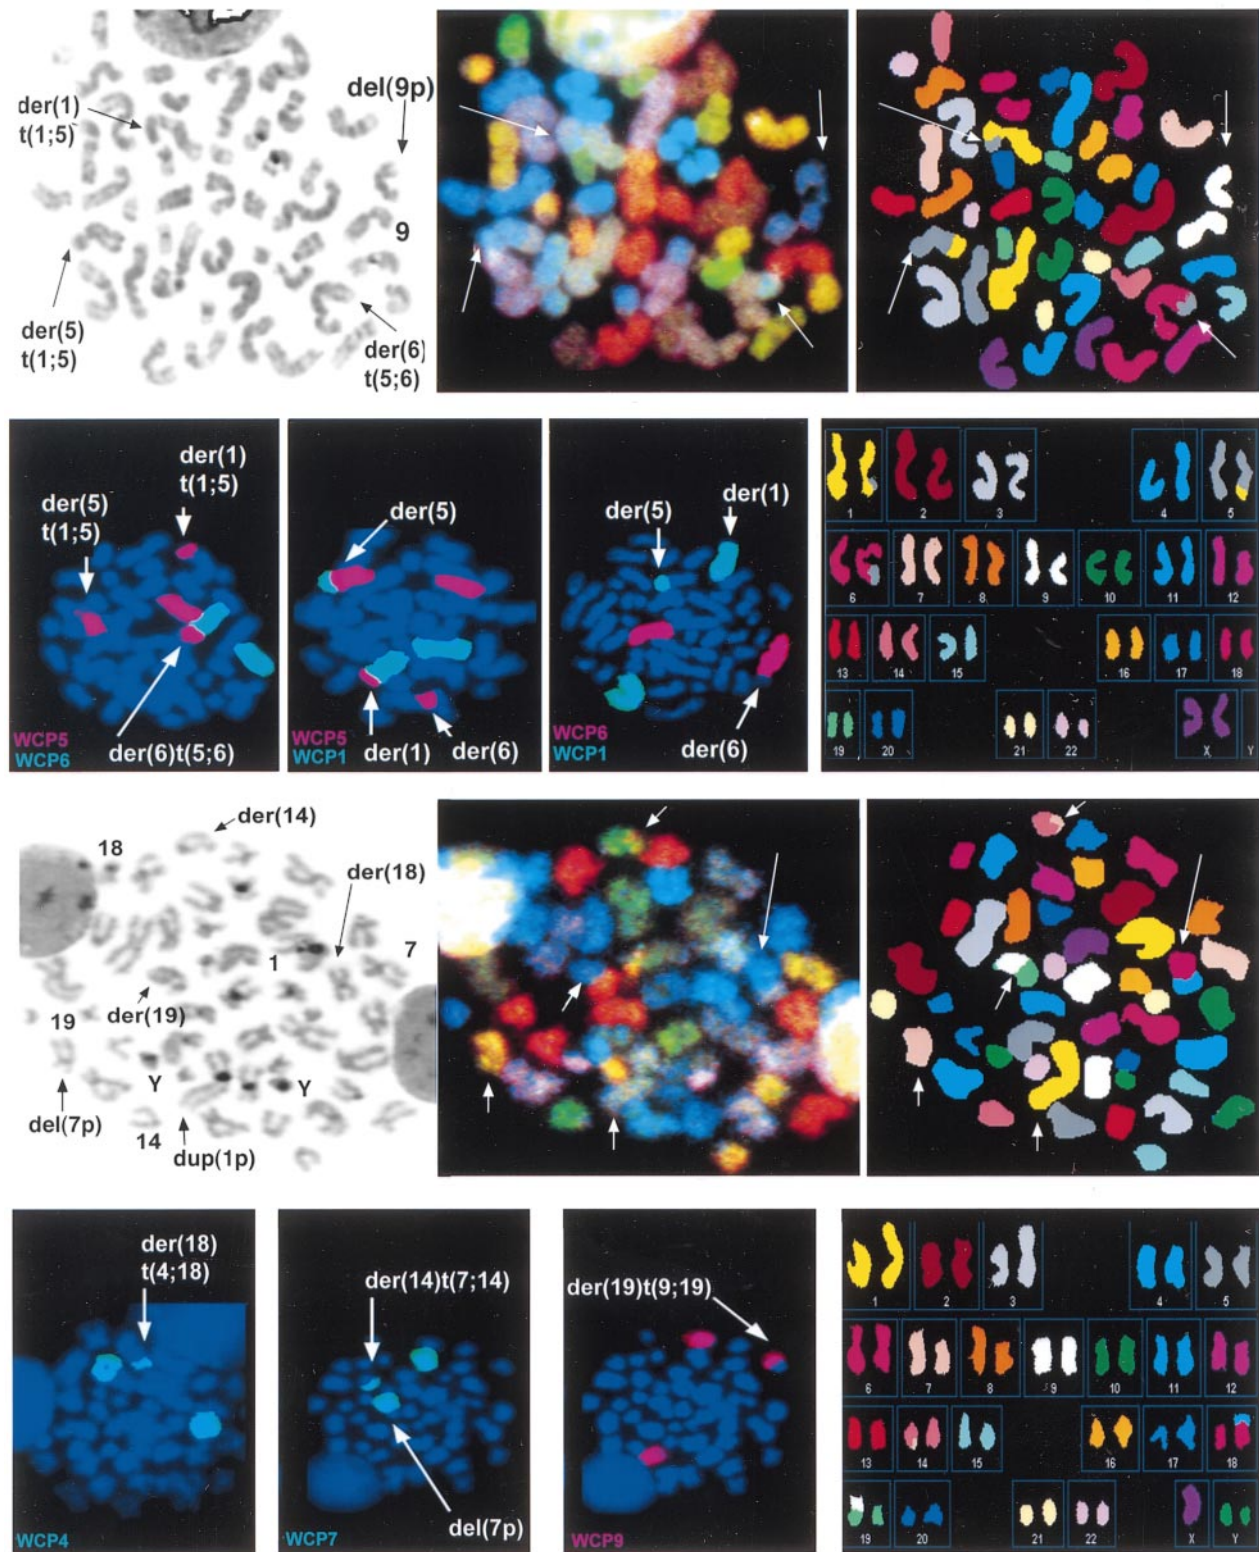 der(1)
t(1;5)
del(9p)
9
der(5)
t(1;5)
der(6)
t(5;6)
der(5)
t(1;5)
der(1)
t(1;5)
WCP5
WCP6
der(6)t(5;6)
der(5)
WCP5
WCP1
der(1)
der(6)
der(5)
der(1)
WCP6
WCP1
der(6)
1 2 3 4 5
6 7 8 9 10 11 12
13 14 15 16 17 18
19 20 21 22 X Y
der(14)
18
der(18)
1
7
der(19)
19
Y
Y
del(7p)
14
dup(1p)
der(18)
t(4;18)
WCP4
der(14)t(7;14)
del(7p)
WCP7
der(19)t(9;19)
WCP9
1 2 3 4 5
6 7 8 9 10 11 12
13 14 15 16 17 18
19 20 21 22 X Y